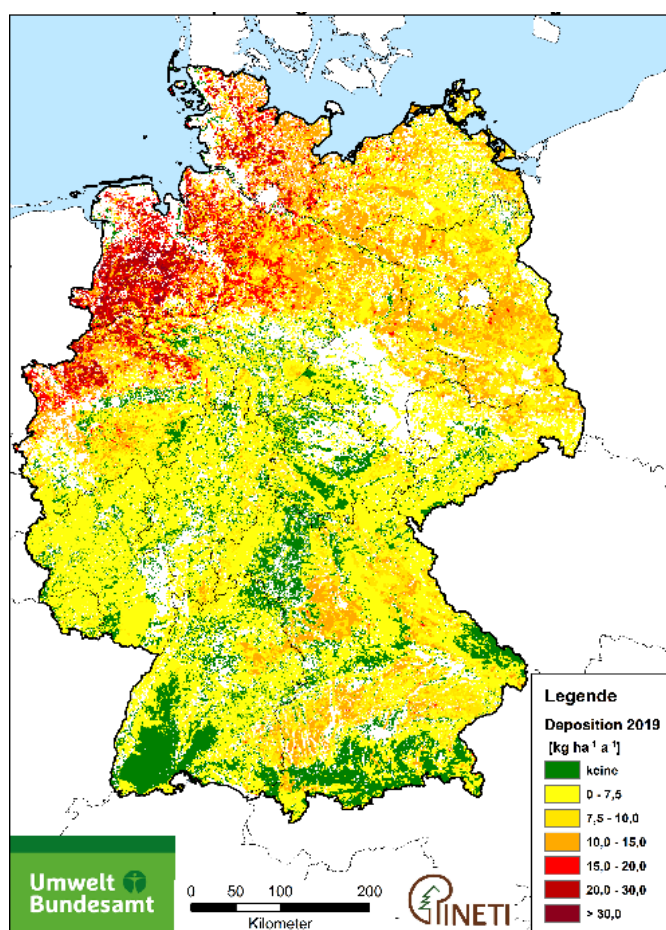 Legende
Deposition 2019
[kg ha⁻¹ a⁻¹]
keine
0 - 7,5
7,5 - 10,0
10,0 - 15,0
15,0 - 20,0
20,0 - 30,0
> 30,0
Umwelt
Bundesamt
0 50 100 200
Kilometer
PINETI